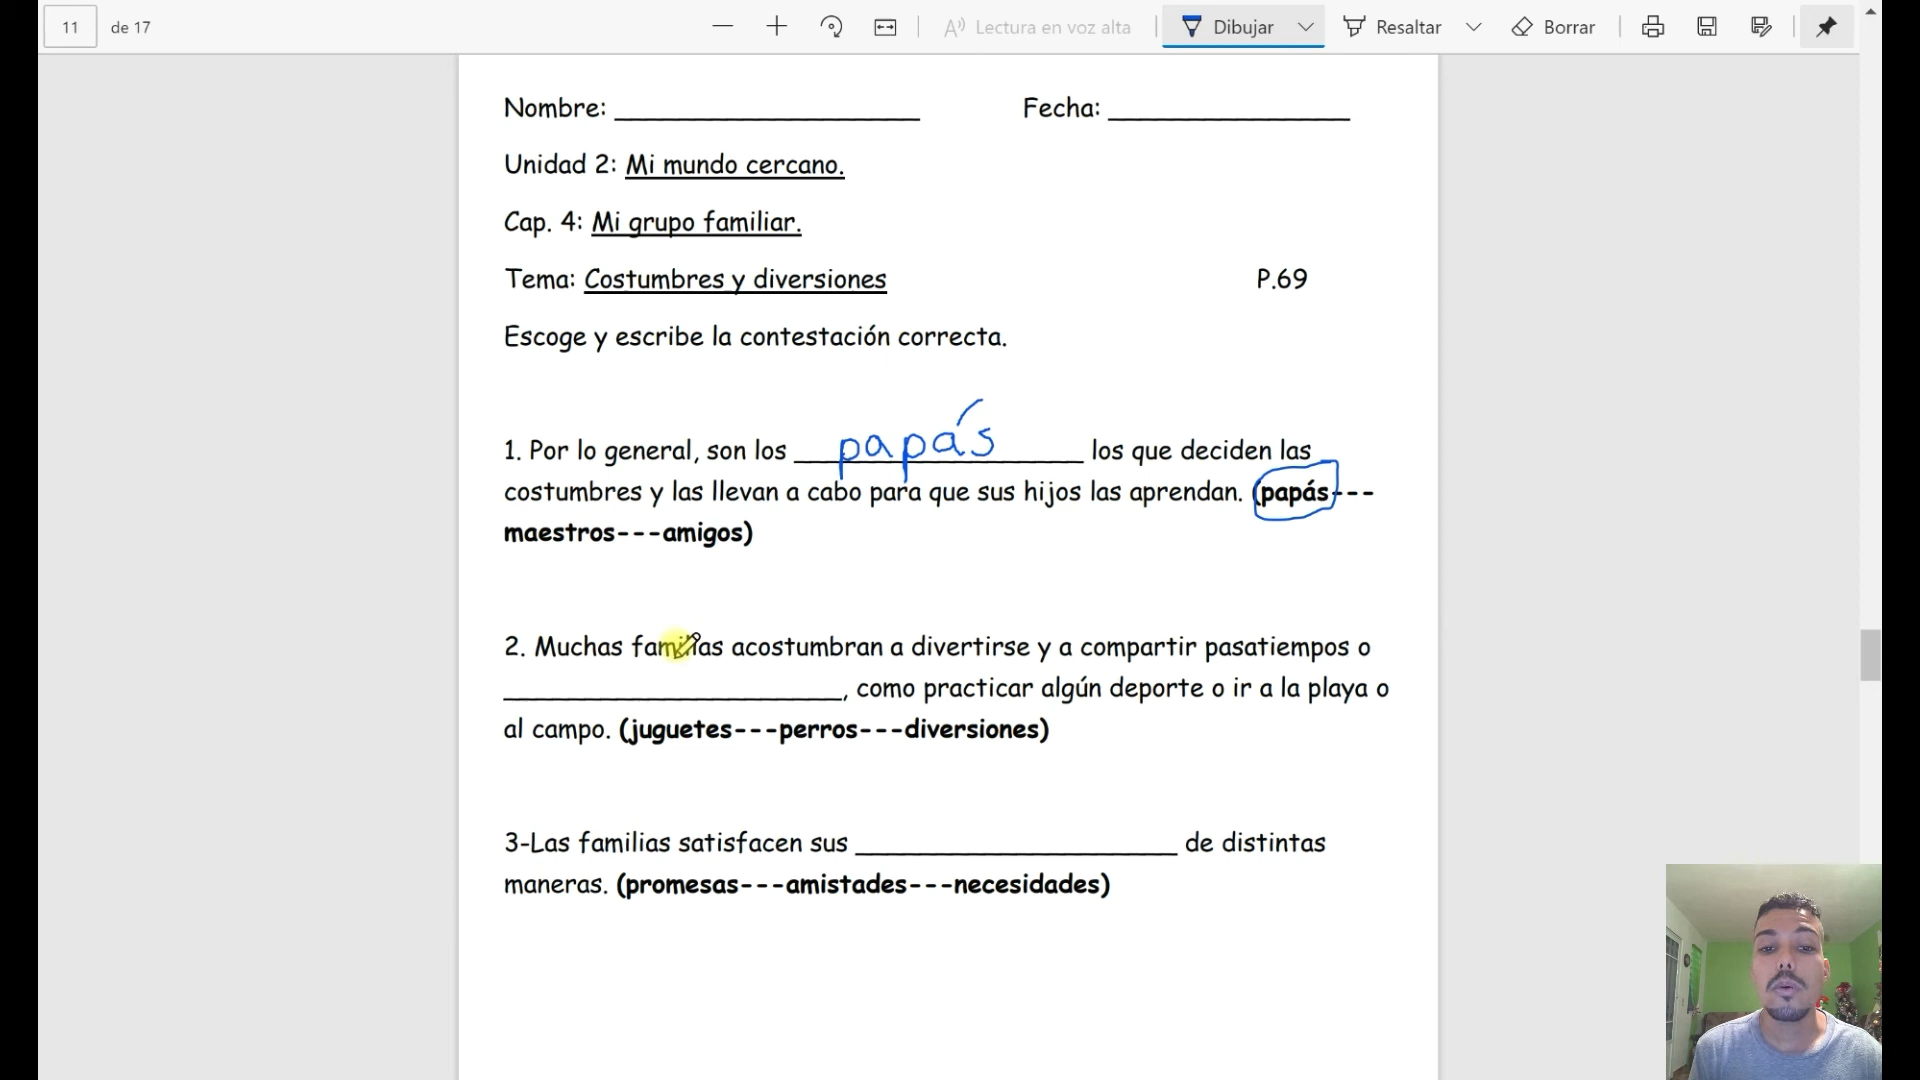 11 de 17 Lectura en voz alta Dibujar Resaltar Borrar
Nombre: ____________________ Fecha: ________________
Unidad 2: Mi mundo cercano.
Cap. 4: Mi grupo familiar.
Tema: Costumbres y diversiones P.69
Escoge y escribe la contestación correcta.
1. Por lo general, son los papás los que deciden las
costumbres y las llevan a cabo para que sus hijos las aprendan. (papás---
maestros---amigos)
2. Muchas familias acostumbran a divertirse y a compartir pasatiempos o
______________________, como practicar algún deporte o ir a la playa o
al campo. (juguetes---perros---diversiones)
3-Las familias satisfacen sus _____________________ de distintas
maneras. (promesas---amistades---necesidades)